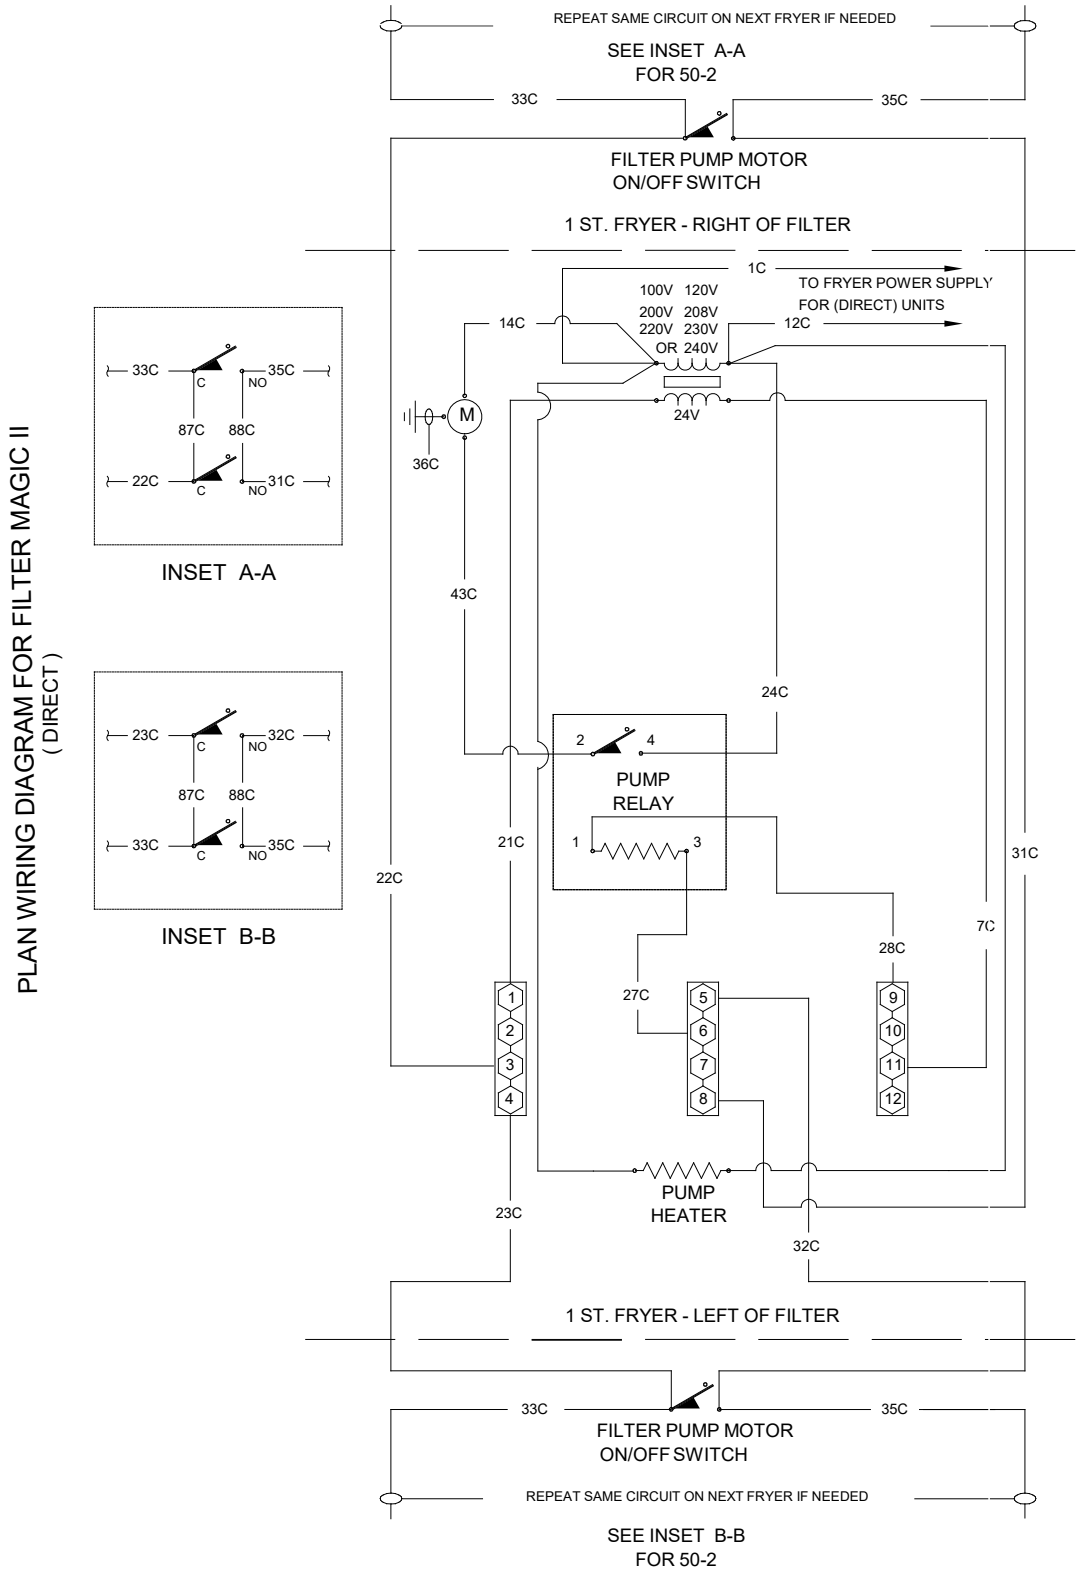 REPEAT SAME CIRCUIT ON NEXT FRYER IF NEEDED
SEE INSET A-A
FOR 50-2
33C
35C
FILTER PUMP MOTOR
ON/OFF SWITCH
1 ST. FRYER - RIGHT OF FILTER
1C
TO FRYER POWER SUPPLY
FOR (DIRECT) UNITS
100V 120V
200V 208V
220V 230V
OR 240V
14C
12C
24V
M
36C
43C
24C
33C
35C
C
NO
87C
88C
22C
31C
C
NO
INSET A-A
PLAN WIRING DIAGRAM FOR FILTER MAGIC II
( DIRECT )
23C
32C
C
NO
87C
88C
33C
35C
C
NO
INSET B-B
2
4
PUMP
RELAY
1
3
21C
22C
31C
7C
28C
27C
1
2
3
4
5
6
7
8
9
10
11
12
PUMP
HEATER
23C
32C
1 ST. FRYER - LEFT OF FILTER
33C
35C
FILTER PUMP MOTOR
ON/OFF SWITCH
REPEAT SAME CIRCUIT ON NEXT FRYER IF NEEDED
SEE INSET B-B
FOR 50-2